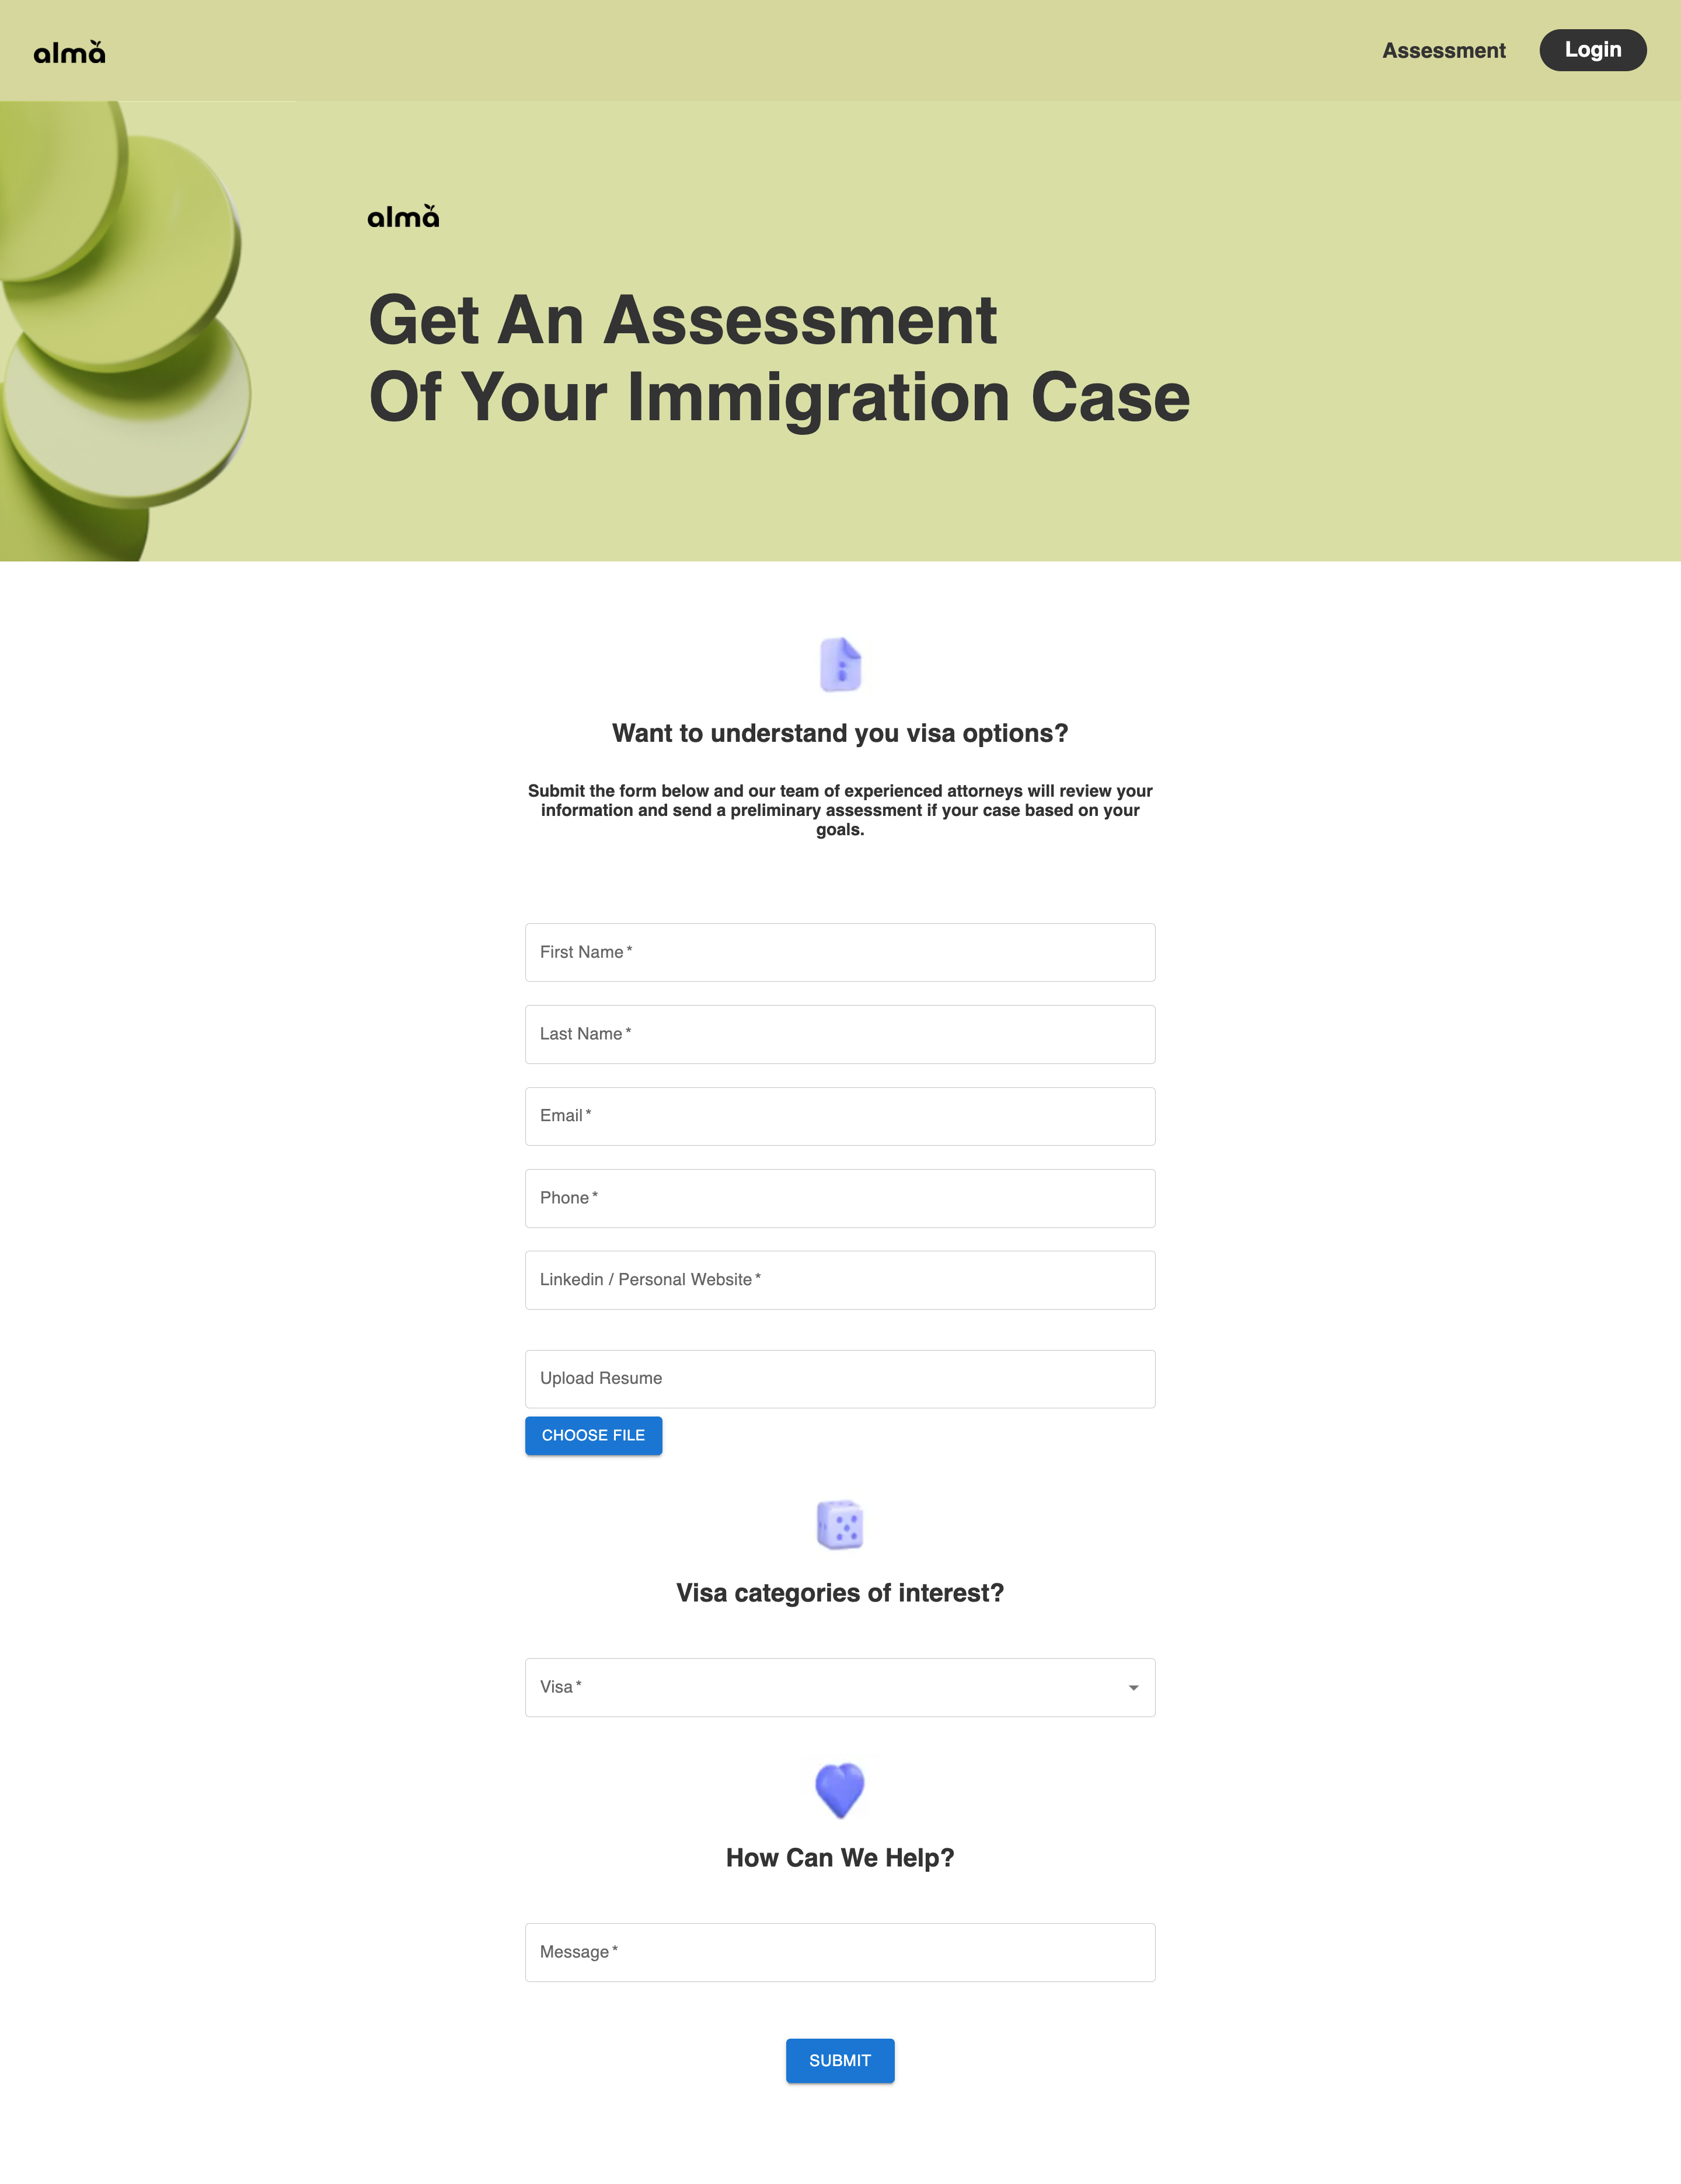 alma
Assessment
Login
alma
Get An Assessment
Of Your Immigration Case
Want to understand you visa options?
Submit the form below and our team of experienced attorneys will review your
information and send a preliminary assessment if your case based on your
goals.
First Name *
Last Name *
Email *
Phone *
Linkedin / Personal Website *
Upload Resume
CHOOSE FILE
Visa categories of interest?
Visa *
How Can We Help?
Message *
SUBMIT